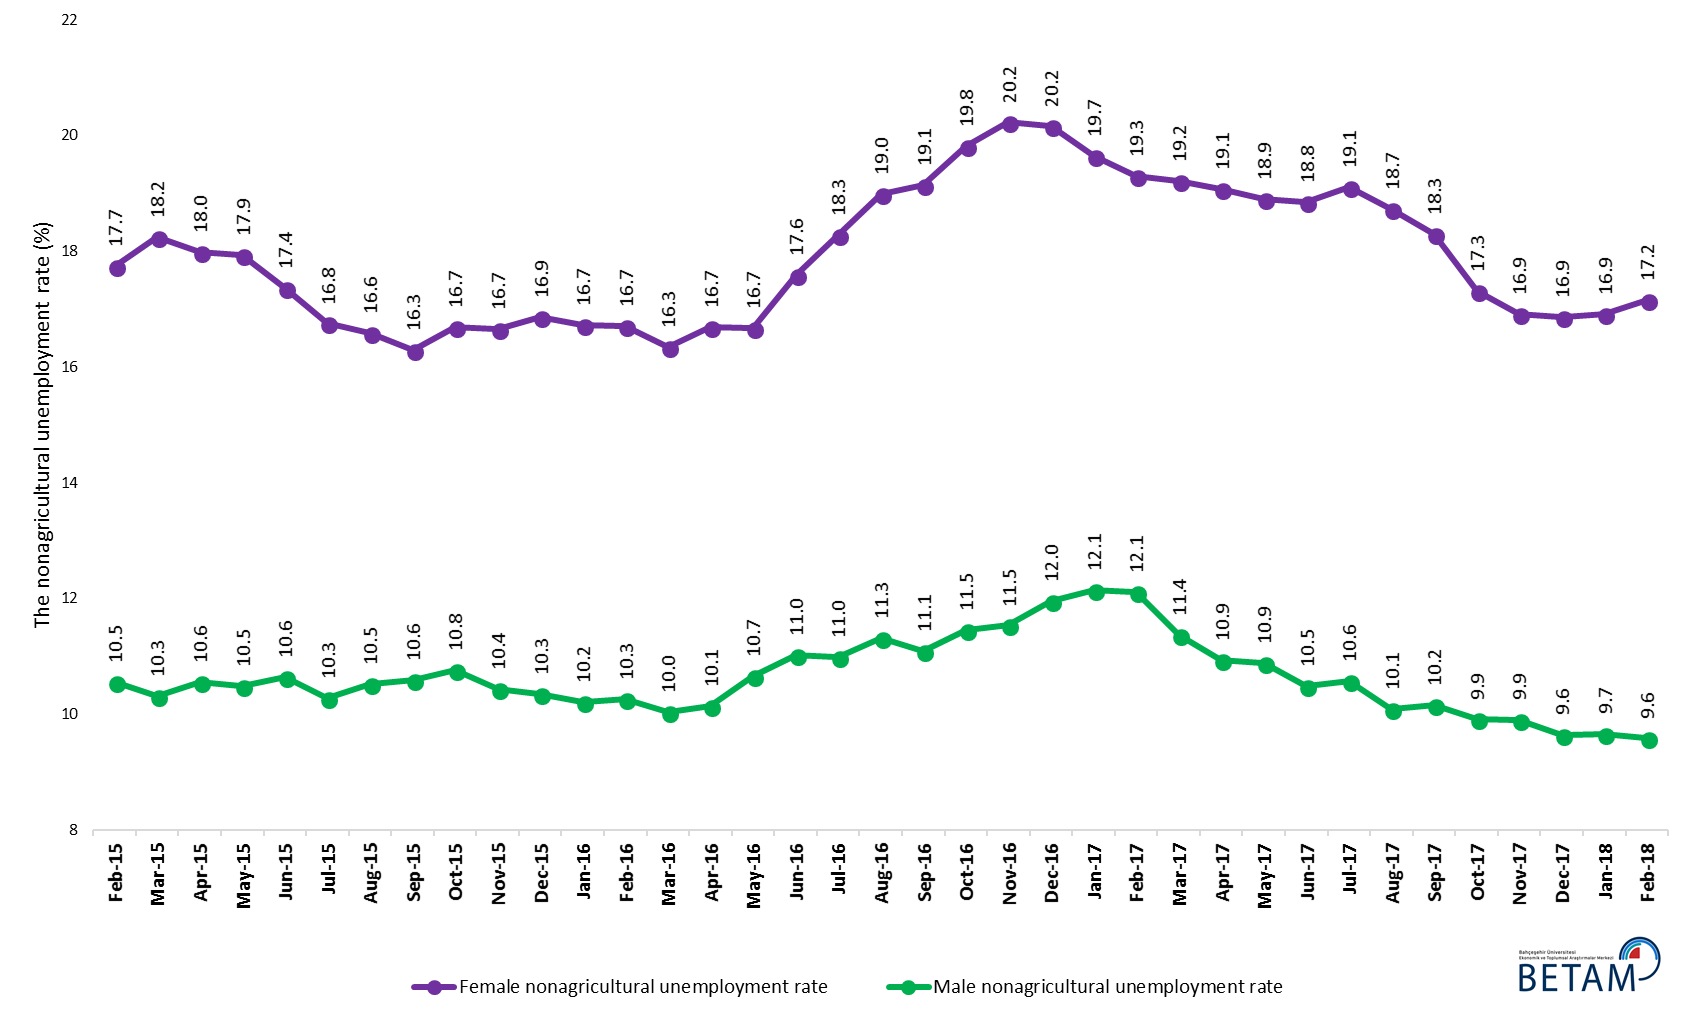 22
20
18
16
14
12
10
8
The nonagricultural unemployment rate (%)
17.7 18.2 18.0 17.9 17.4 16.8 16.6 16.3 16.7 16.7 16.9 16.7 16.7 16.3 16.7 16.7 17.6 18.3 19.0 19.1 19.8 20.2 20.2 19.7 19.3 19.2 19.1 18.9 18.8 19.1 18.7 18.3 17.3 16.9 16.9 16.9 17.2
10.5 10.3 10.6 10.5 10.6 10.3 10.5 10.6 10.8 10.4 10.3 10.2 10.3 10.0 10.1 10.7 11.0 11.0 11.3 11.1 11.5 11.5 12.0 12.1 12.1 11.4 10.9 10.9 10.5 10.6 10.1 10.2 9.9 9.9 9.6 9.7 9.6
Feb-15 Mar-15 Apr-15 May-15 Jun-15 Jul-15 Aug-15 Sep-15 Oct-15 Nov-15 Dec-15 Jan-16 Feb-16 Mar-16 Apr-16 May-16 Jun-16 Jul-16 Aug-16 Sep-16 Oct-16 Nov-16 Dec-16 Jan-17 Feb-17 Mar-17 Apr-17 May-17 Jun-17 Jul-17 Aug-17 Sep-17 Oct-17 Nov-17 Dec-17 Jan-18 Feb-18
Female nonagricultural unemployment rate
Male nonagricultural unemployment rate
Bahçeşehir Üniversitesi
Ekonomik ve Toplumsal Araştırmalar Merkezi
BETAM